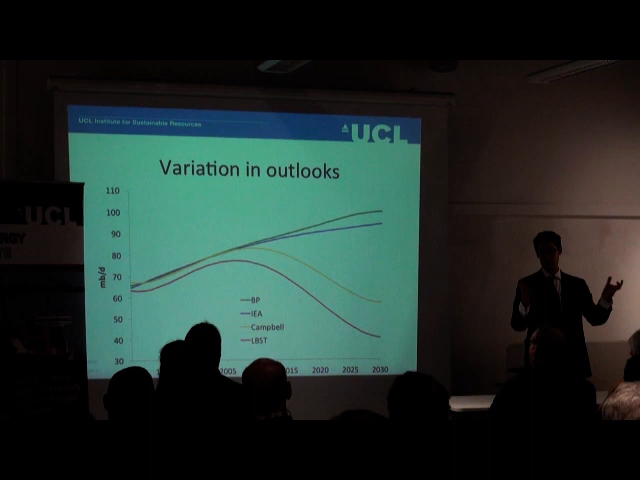 UCL Institute for Sustainable Resources
UCL
Variation in outlooks
110
100
90
80
70
60
50
40
30
mb/d
BP
IEA
Campbell
LBST
2005
2020
2025
2030
UCL